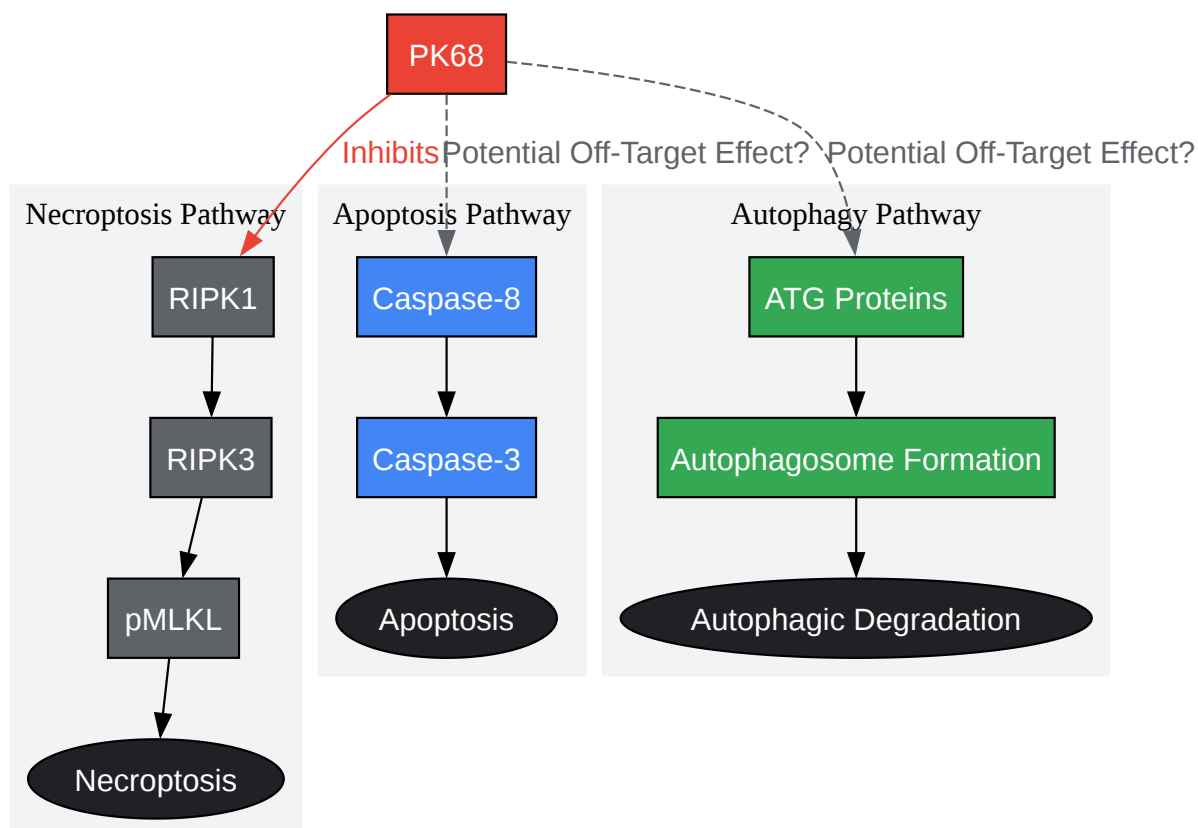 PK68
Inhibits
Potential Off-Target Effect?
Potential Off-Target Effect?
Necroptosis Pathway
Apoptosis Pathway
Autophagy Pathway
RIPK1
Caspase-8
ATG Proteins
RIPK3
Caspase-3
Autophagosome Formation
pMLKL
Apoptosis
Autophagic Degradation
Necroptosis